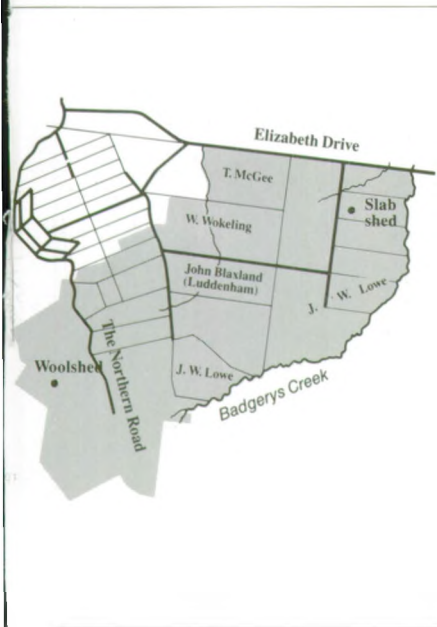 Elizabeth Drive
T. McGee
Slab
shed
W. Wokeling
John Blaxland
(Luddenham)
J. W. Lowe
The Northern Road
Woolshed
J. W. Lowe
Badgerys Creek